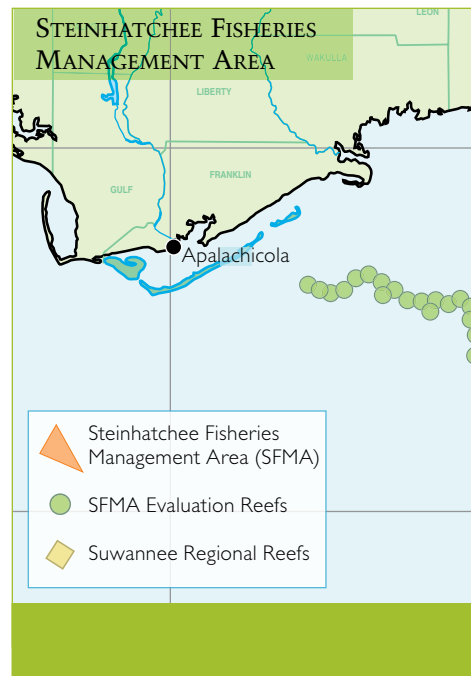 STEINHATCHEE FISHERIES
MANAGEMENT AREA
LEON
WAKULLA
LIBERTY
GULF
FRANKLIN
Apalachicola
Steinhatchee Fisheries
Management Area (SFMA)
SFMA Evaluation Reefs
Suwannee Regional Reefs